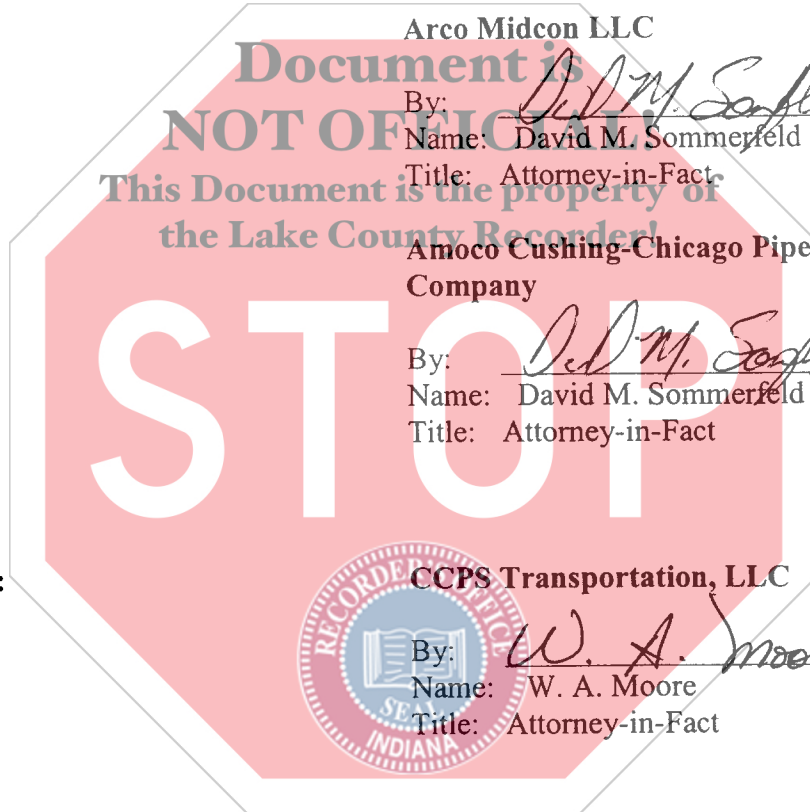 Arco Midcon LLC
Document is
NOT OFFICIAL!
This Document is the property of
the Lake County Recorder!
By:
Name: David M. Sommerfeld
Title: Attorney-in-Fact
Amoco Cushing-Chicago Pipe
Company
By:
Name: David M. Sommerfeld
Title: Attorney-in-Fact
STOP
:
CCPS Transportation, LLC
By: W. A. Moo
Name: W. A. Moore
Title: Attorney-in-Fact
RECORDER'S OFFICE
SEAL
INDIANA